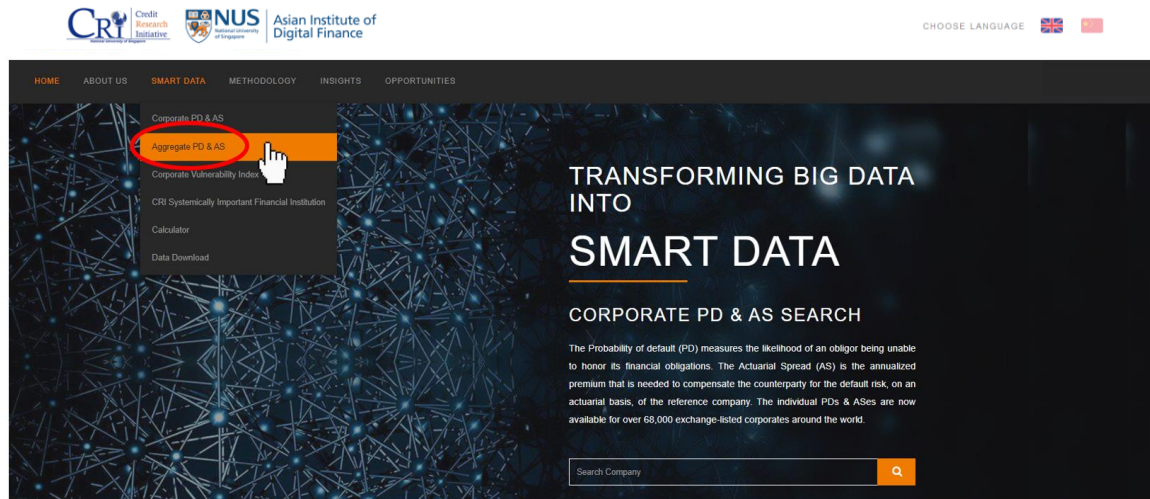 CRI Credit
Research
Initiative
National University of Singapore
NUS
National University
of Singapore
Asian Institute of
Digital Finance
CHOOSE LANGUAGE
HOME ABOUT US SMART DATA METHODOLOGY INSIGHTS OPPORTUNITIES
Corporate PD & AS
Aggregate PD & AS
Corporate Vulnerability Index
CRI Systemically Important Financial Institution
Calculator
Data Download
TRANSFORMING BIG DATA
INTO
SMART DATA
CORPORATE PD & AS SEARCH
The Probability of default (PD) measures the likelihood of an obligor being unable
to honor its financial obligations. The Actuarial Spread (AS) is the annualized
premium that is needed to compensate the counterparty for the default risk, on an
actuarial basis, of the reference company. The individual PDs & ASes are now
available for over 68,000 exchange-listed corporates around the world.
Search Company